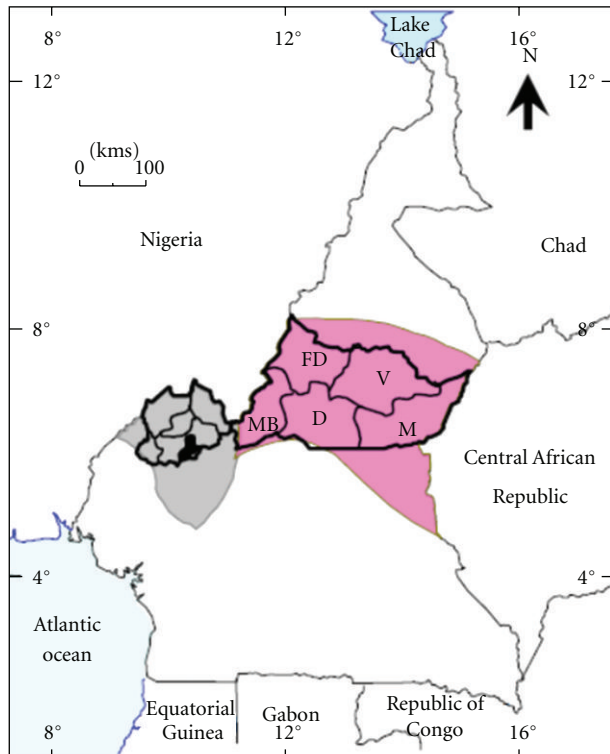 8°
12°
16°
Lake
Chad
N
12°
12°
(kms)
0
100
Nigeria
Chad
8°
8°
FD
V
MB
D
M
Central African
Republic
4°
4°
Atlantic
ocean
Equatorial
Guinea
Gabon
Republic of
Congo
8°
12°
16°